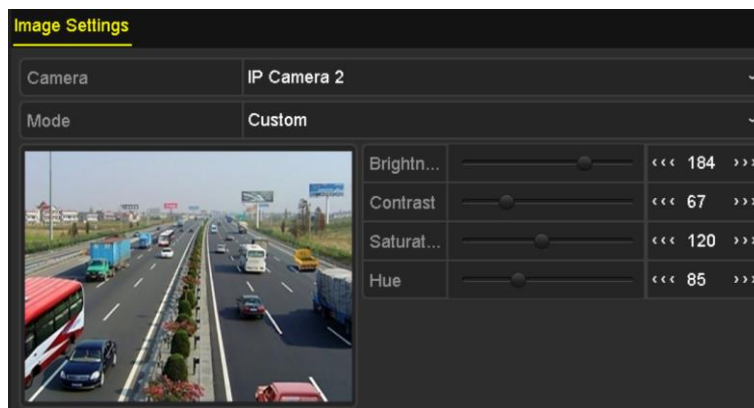 Image Settings
Camera IP Camera 2
Mode Custom
Brightn... ‹‹‹ 184 ›››
Contrast ‹‹‹ 67 ›››
Saturat... ‹‹‹ 120 ›››
Hue ‹‹‹ 85 ›››